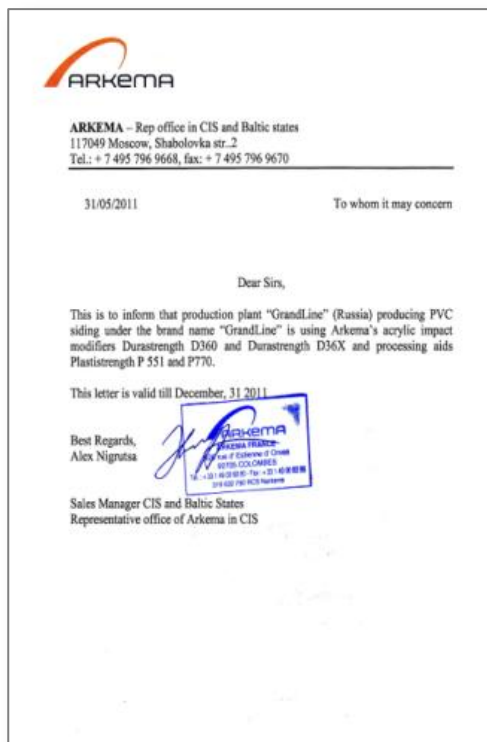 ARKEMA
ARKEMA – Rep office in CIS and Baltic states
117049 Moscow, Shabolovka str..2
Tel.: + 7 495 796 9668, fax: + 7 495 796 9670
31/05/2011 To whom it may concern
Dear Sirs,
This is to inform that production plant “GrandLine” (Russia) producing PVC
siding under the brand name “GrandLine” is using Arkema's acrylic impact
modifiers Durastrength D360 and Durastrength D36X and processing aids
Plastistrength P 551 and P770.
This letter is valid till December, 31 2011
Best Regards,
Alex Nigrutsa
ARKEMA
ARKEMA FRANCE
d'Estienne d'Orves
COLOMBES
Sales Manager CIS and Baltic States
Representative office of Arkema in CIS